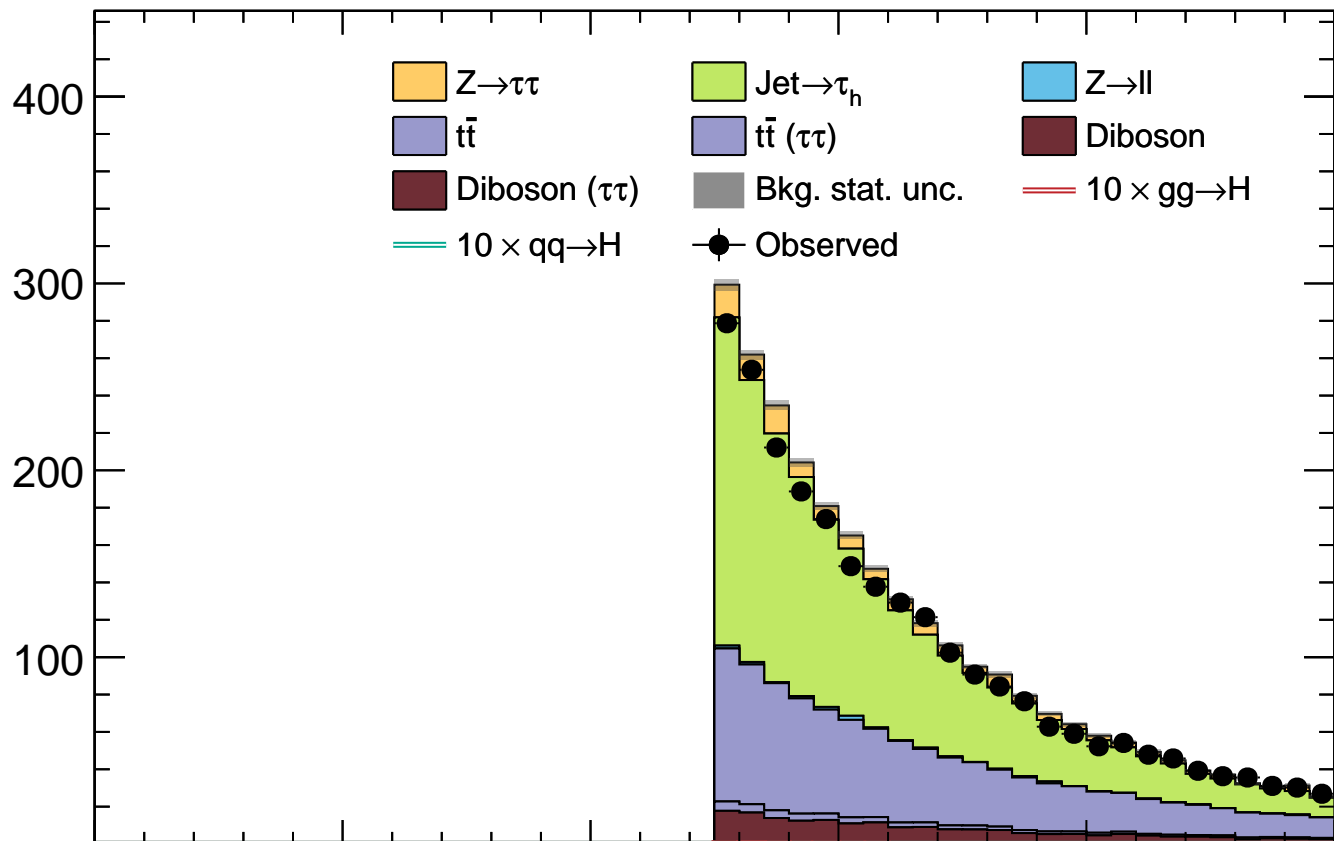 400
300
200
100
Z→ττ Jet→τh Z→ll
tt̄ tt̄ (ττ) Diboson
Diboson (ττ) Bkg. stat. unc. 10 × gg→H
10 × qq→H Observed